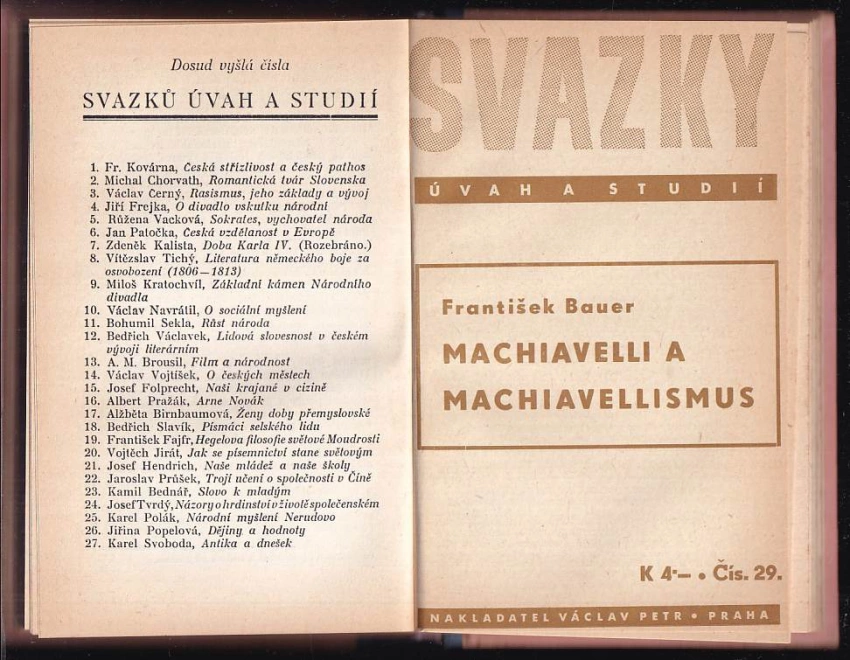 Dosud vyšlá čísla
SVAZKŮ ÚVAH A STUDIÍ
1. Fr. Kovárna, Česká střízlivost a český pathos
2. Michal Chorvath, Romantická tvár Slovenska
3. Václav Černý, Rasismus, jeho základy a vývoj
4. Jiří Frejka, O divadlo vskutku národní
5. Růžena Vacková, Sokrates, vychovatel národa
6. Jan Patočka, Česká vzdělanost v Evropě
7. Zdeněk Kalista, Doba Karla IV. (Rozebráno.)
8. Vítězslav Tichý, Literatura německého boje za
osvobození (1806—1813)
9. Miloš Kratochvíl, Základní kámen Národního
divadla
10. Václav Navrátil, O sociální myšlení
11. Bohumil Sekla, Růst národa
12. Bedřich Václavek, Lidová slovesnost v českém
vývoji literárním
13. A. M. Brousil, Film a národnost
14. Václav Vojtíšek, O českých městech
15. Josef Folprecht, Naši krajané v cizině
16. Albert Pražák, Arne Novák
17. Alžběta Birnbaumová, Ženy doby přemyslovské
18. Bedřich Slavík, Písmáci selského lidu
19. František Fajfr, Hegelova filosofie světové Moudrosti
20. Vojtěch Jirát, Jak se písemnictví stane světovým
21. Josef Hendrich, Naše mládež a naše školy
22. Jaroslav Průšek, Trojí učení o společnosti v Číně
23. Kamil Bednář, Slovo k mladým
24. Josef Tvrdý, Názory o hrdinství v životě společenském
25. Karel Polák, Národní myšlení Nerudovo
26. Jiřina Popelová, Dějiny a hodnoty
27. Karel Svoboda, Antika a dnešek
SVAZKY
ÚVAH A STUDIÍ
František Bauer
MACHIAVELLI A
MACHIAVELLISMUS
K 4·— • Čís. 29.
NAKLADATEL VÁCLAV PETR • PRAHA